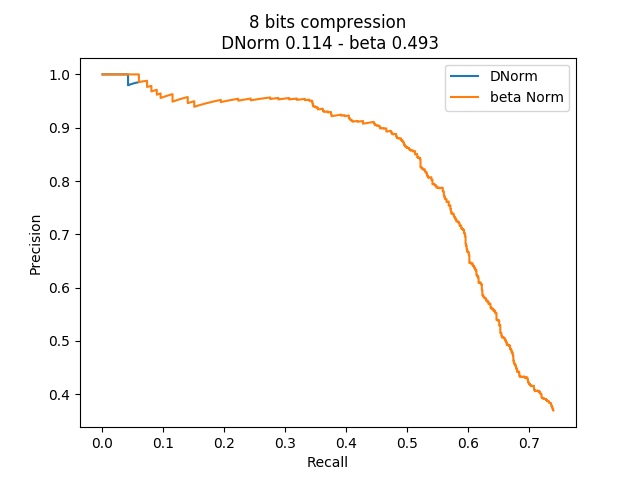 8 bits compression
DNorm 0.114 - beta 0.493
DNorm
beta Norm
1.0
0.9
0.8
0.7
0.6
0.5
0.4
Precision
0.0 0.1 0.2 0.3 0.4 0.5 0.6 0.7
Recall